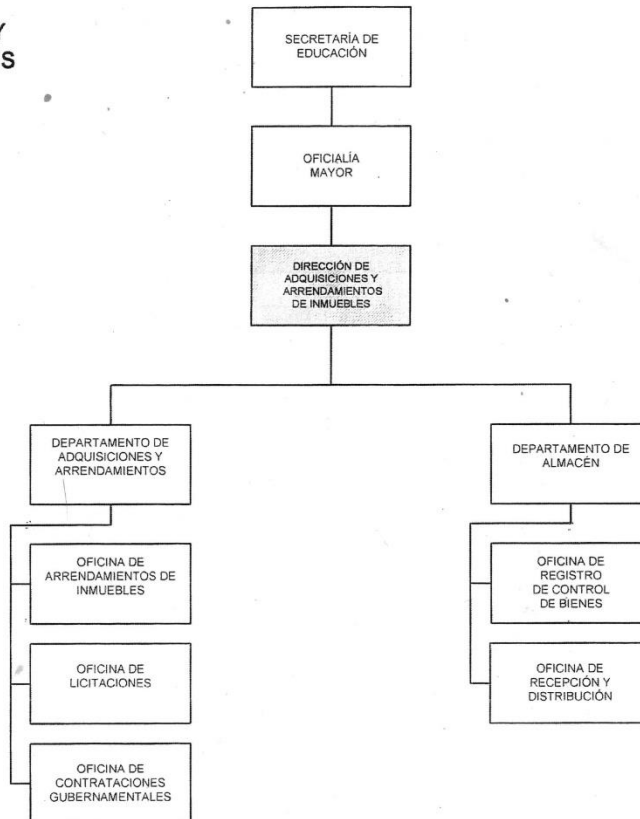 Y
S
SECRETARÍA DE
EDUCACIÓN
OFICIALÍA
MAYOR
DIRECCIÓN DE
ADQUISICIONES Y
ARRENDAMIENTOS
DE INMUEBLES
DEPARTAMENTO DE
ADQUISICIONES Y
ARRENDAMIENTOS
DEPARTAMENTO DE
ALMACÉN
OFICINA DE
ARRENDAMIENTOS DE
INMUEBLES
OFICINA DE
REGISTRO
DE CONTROL
DE BIENES
OFICINA DE
LICITACIONES
OFICINA DE
RECEPCIÓN Y
DISTRIBUCIÓN
OFICINA DE
CONTRATACIONES
GUBERNAMENTALES